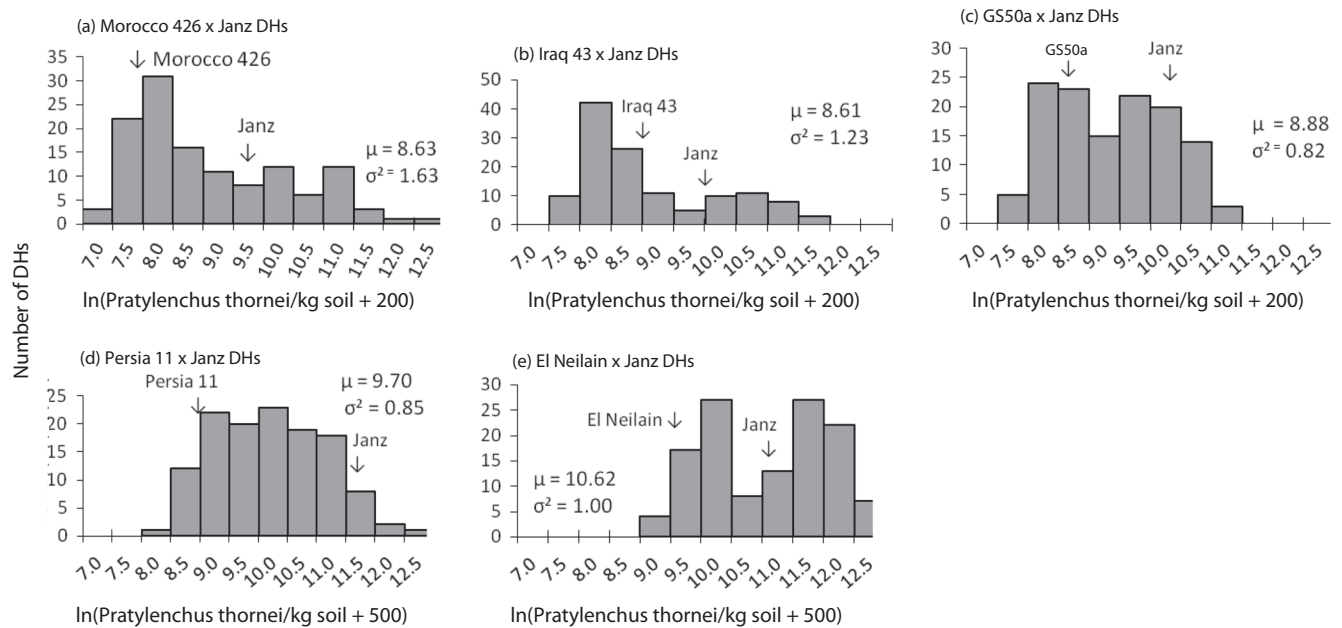 (a) Morocco 426 x Janz DHs
35
30
25
20
15
10
5
0
Morocco 426
Janz
μ = 8.63
σ² = 1.63
7.0 7.5 8.0 8.5 9.0 9.5 10.0 10.5 11.0 11.5 12.0 12.5
ln(Pratylenchus thornei/kg soil + 200)
(b) Iraq 43 x Janz DHs
50
40
30
20
10
0
Iraq 43
Janz
μ = 8.61
σ² = 1.23
7.0 7.5 8.0 8.5 9.0 9.5 10.0 10.5 11.0 11.5 12.0 12.5
ln(Pratylenchus thornei/kg soil + 200)
(c) GS50a x Janz DHs
30
25
20
15
10
5
0
GS50a
Janz
μ = 8.88
σ² = 0.82
7.0 7.5 8.0 8.5 9.0 9.5 10.0 10.5 11.0 11.5 12.0 12.5
ln(Pratylenchus thornei/kg soil + 200)
Number of DHs
(d) Persia 11 x Janz DHs
25
20
15
10
5
0
Persia 11
μ = 9.70
σ² = 0.85
Janz
7.0 7.5 8.0 8.5 9.0 9.5 10.0 10.5 11.0 11.5 12.0 12.5
ln(Pratylenchus thornei/kg soil + 500)
(e) El Neilain x Janz DHs
30
25
20
15
10
5
0
El Neilain
Janz
μ = 10.62
σ² = 1.00
7.0 7.5 8.0 8.5 9.0 9.5 10.0 10.5 11.0 11.5 12.0 12.5
ln(Pratylenchus thornei/kg soil + 500)